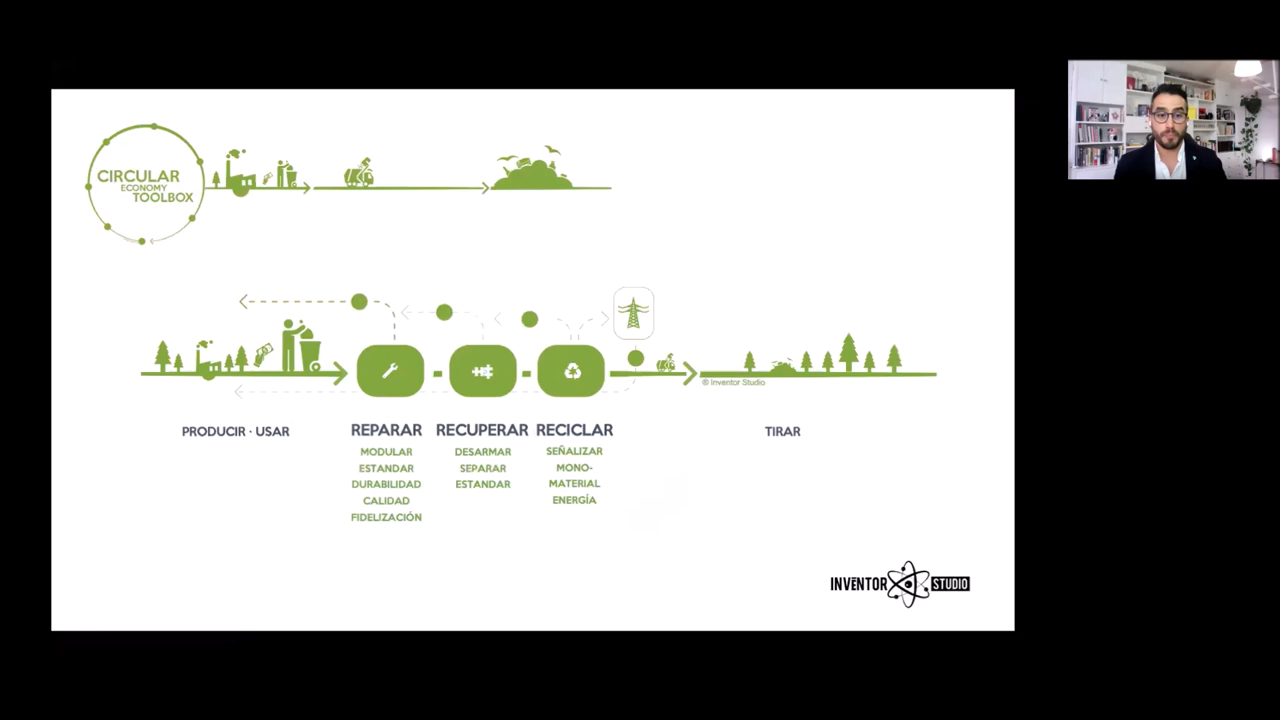 CIRCULAR
ECONOMY
TOOLBOX
® Inventor Studio
PRODUCIR · USAR
REPARAR
MODULAR
ESTANDAR
DURABILIDAD
CALIDAD
FIDELIZACIÓN
RECUPERAR
DESARMAR
SEPARAR
ESTANDAR
RECICLAR
SEÑALIZAR
MONO-
MATERIAL
ENERGÍA
TIRAR
INVENTOR STUDIO